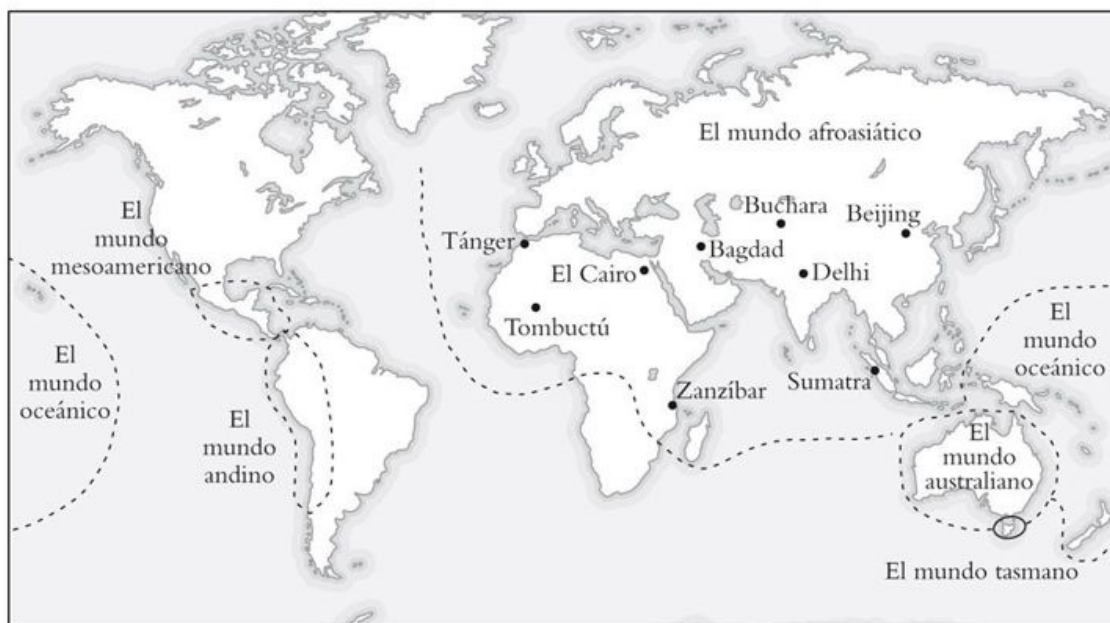 El mundo afroasiático
El
mundo
mesoamericano
Buchara
Beijing
Tánger
Bagdad
El Cairo
Delhi
Tombuctú
El
mundo
oceánico
El
mundo
oceánico
Sumatra
Zanzíbar
El
mundo
andino
El
mundo
australiano
El mundo tasmano